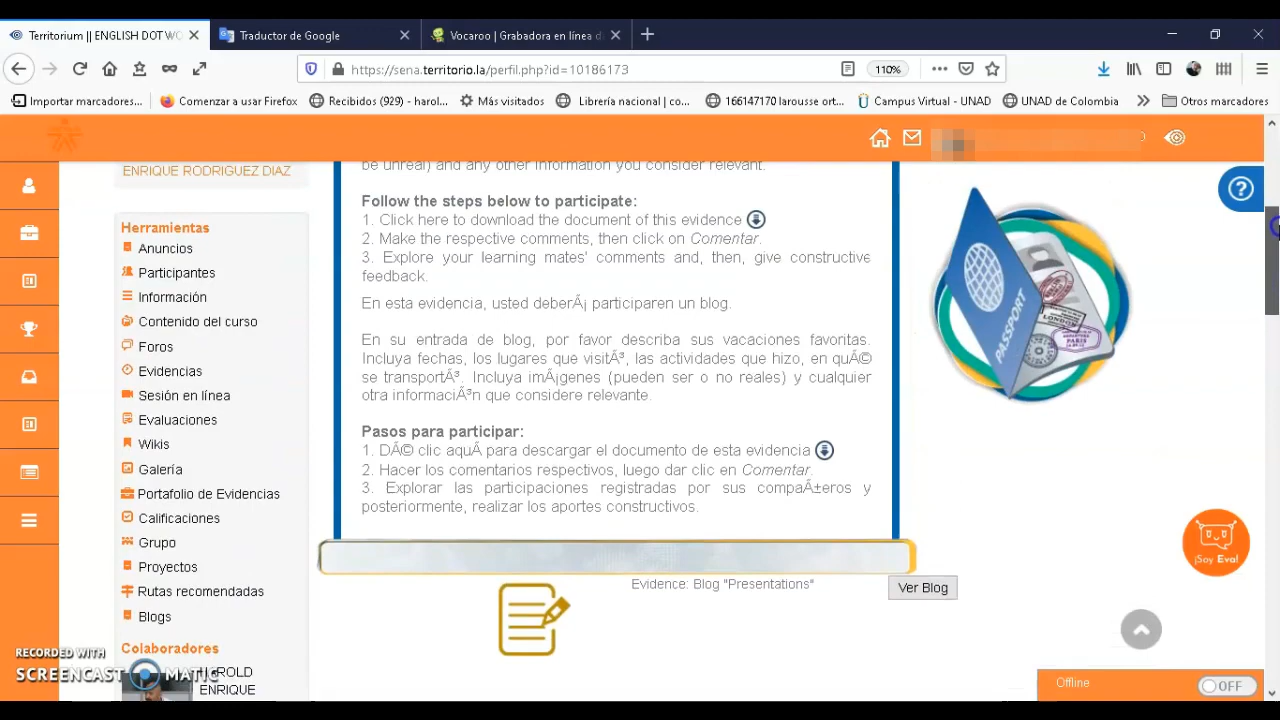 Territorium || ENGLISH DOT WO
Traductor de Google
Vocaroo | Grabadora en línea d
https://sena.territorio.la/perfil.php?id=10186173
110%
Importar marcadores...
Comenzar a usar Firefox
Recibidos (929) - harol...
Más visitados
Librería nacional | co...
166147170 larousse ort...
Campus Virtual - UNAD
UNAD de Colombia
Otros marcadores
ENRIQUE RODRIGUEZ DIAZ
Herramientas
Anuncios
Participantes
Información
Contenido del curso
Foros
Evidencias
Sesión en línea
Evaluaciones
Wikis
Galería
Portafolio de Evidencias
Calificaciones
Grupo
Proyectos
Rutas recomendadas
Blogs
Colaboradores
HAROLD
ENRIQUE
be unreal) and any other information you consider relevant.
Follow the steps below to participate:
1. Click here to download the document of this evidence
2. Make the respective comments, then click on Comentar.
3. Explore your learning mates' comments and, then, give constructive
feedback.
En esta evidencia, usted deberÃ¡ participaren un blog.
En su entrada de blog, por favor describa sus vacaciones favoritas.
Incluya fechas, los lugares que visitÃ³, las actividades que hizo, en quÃ©
se transportÃ³. Incluya imÃ¡genes (pueden ser o no reales) y cualquier
otra informaciÃ³n que considere relevante.
Pasos para participar:
1. DÃ© clic aquÃ para descargar el documento de esta evidencia
2. Hacer los comentarios respectivos, luego dar clic en Comentar.
3. Explorar las participaciones registradas por sus compaÃ±eros y
posteriormente, realizar los aportes constructivos.
Evidence: Blog "Presentations"
Ver Blog
PASSPORT
LONDON
PARIS
¡Soy Eva!
Offline
OFF
RECORDED WITH
SCREENCAST MATIC